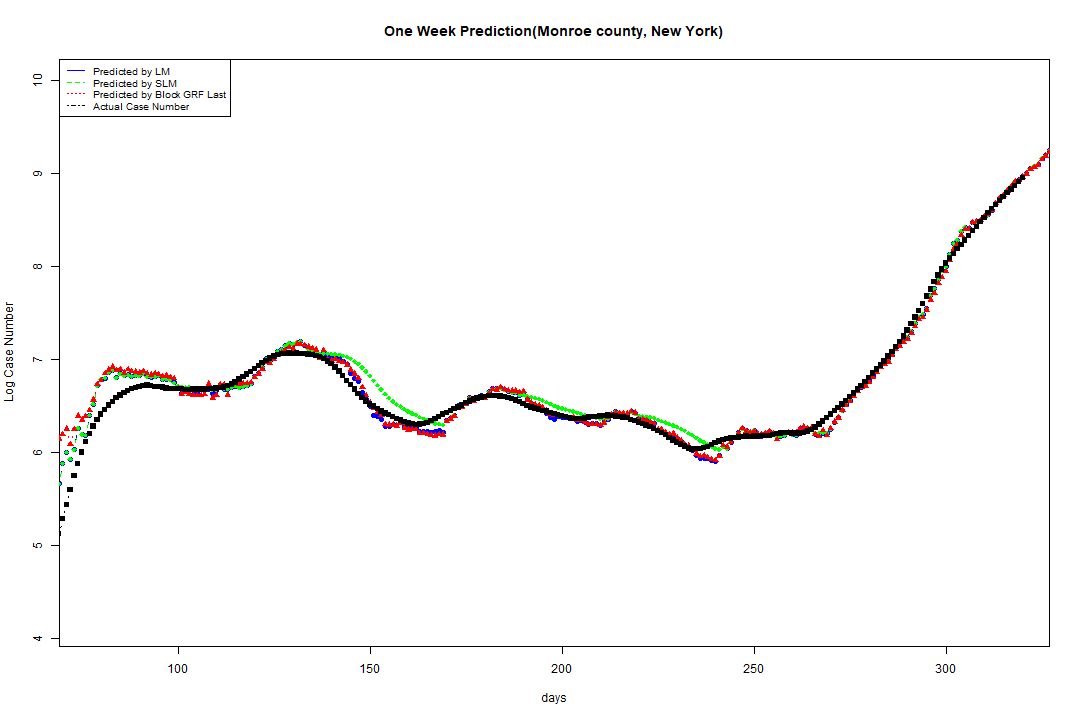 One Week Prediction(Monroe county, New York)
Predicted by LM
Predicted by SLM
Predicted by Block GRF Last
Actual Case Number
10
9
8
7
6
5
4
Log Case Number
100 150 200 250 300
days